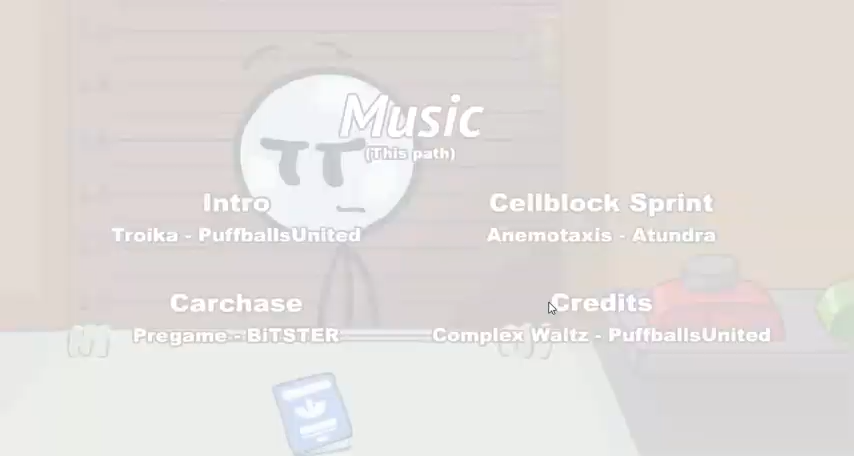 Music
(This path)
Intro
Troika - PuffballsUnited
Cellblock Sprint
Anemotaxis - Atundra
Carchase
Pregame - BiTSTER
Credits
Complex Waltz - PuffballsUnited